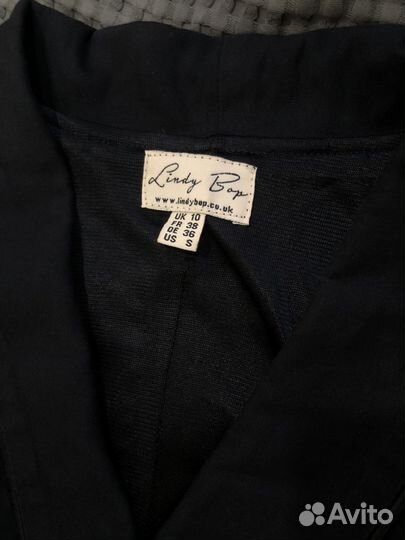 Lindy Bop.
www.lindybop.co.uk
UK 10
FR 38
DE 36
US S
Avito